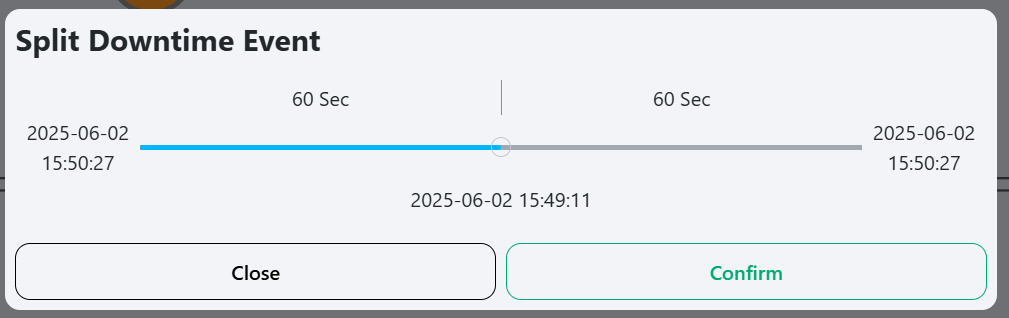 Split Downtime Event
60 Sec
60 Sec
2025-06-02
15:50:27
2025-06-02
15:50:27
2025-06-02 15:49:11
Close
Confirm